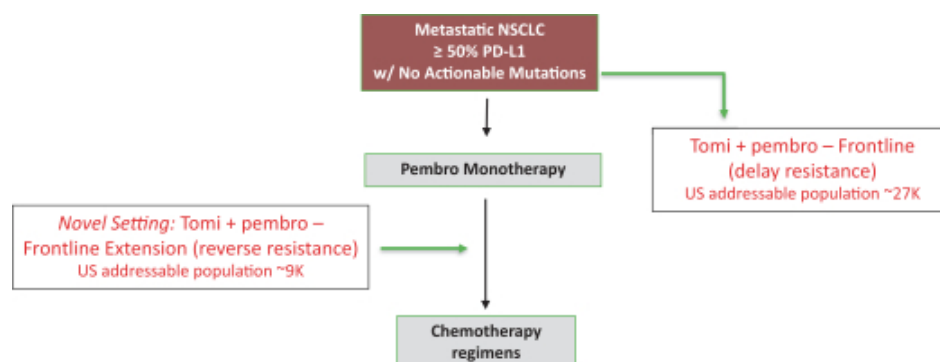 Metastatic NSCLC
≥ 50% PD-L1
w/ No Actionable Mutations
Tomi + pembro – Frontline
(delay resistance)
US addressable population ~27K
Pembro Monotherapy
Novel Setting: Tomi + pembro –
Frontline Extension (reverse resistance)
US addressable population ~9K
Chemotherapy
regimens